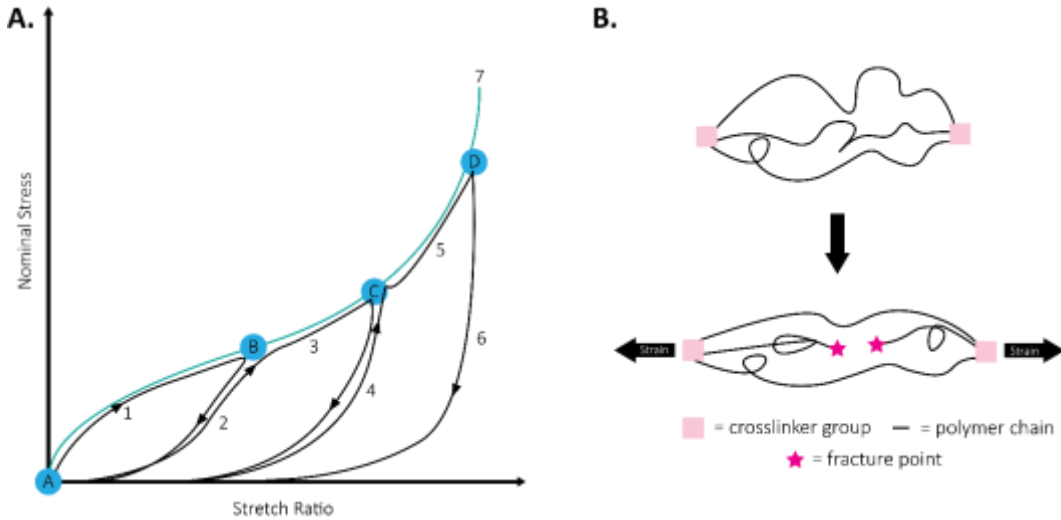 A.
B.
Nominal Stress
7
D
5
C
B
3
6
4
1
2
A
Stretch Ratio
Strain
Strain
= crosslinker group
= polymer chain
= fracture point